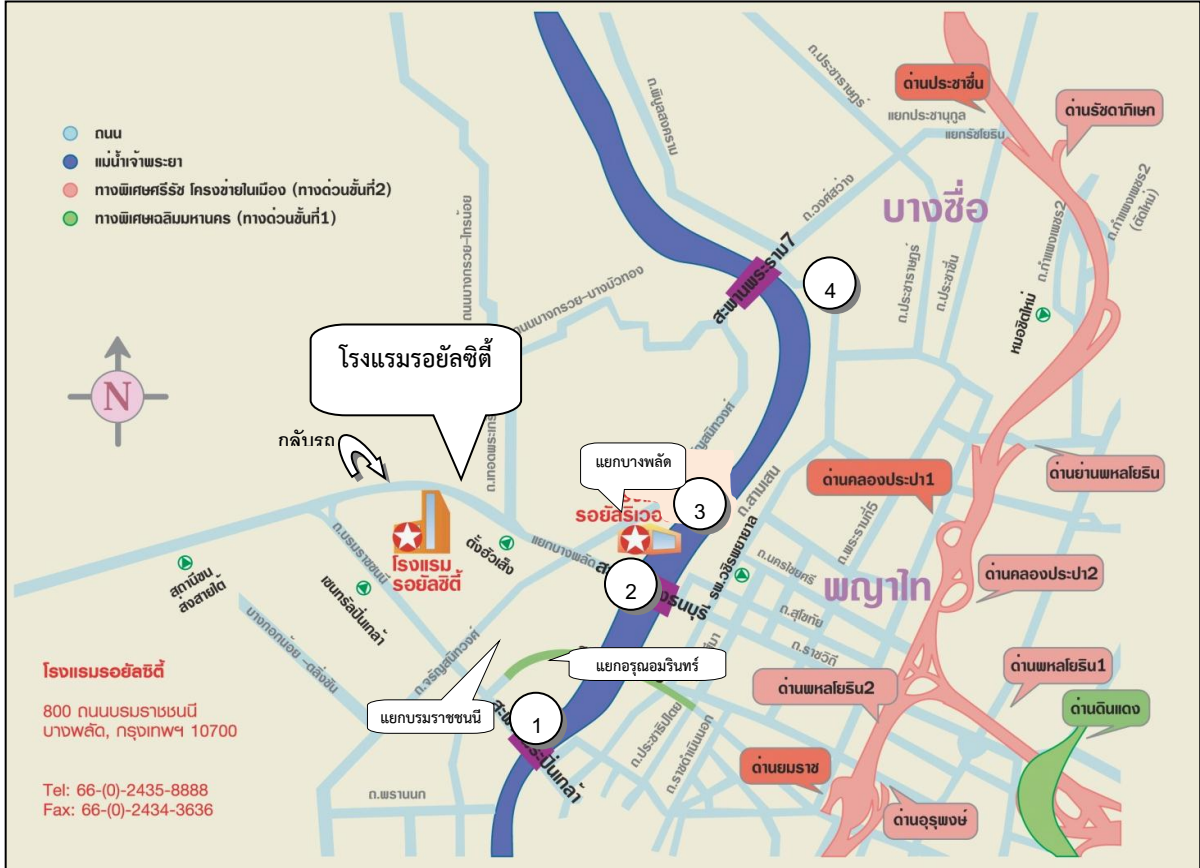 ถนน
แม่น้ำเจ้าพระยา
ทางพิเศษศรีรัช โครงข่ายในเมือง (ทางด่วนขั้นที่2)
ทางพิเศษเฉลิมมหานคร (ทางด่วนขั้นที่1)
N
ถ.ประชาราษฎร์
ด่านประชาชื่น
ด่านรัชดาภิเษก
แยกประชานุกูล
แยกรัชโยธิน
ถ.พิบูลสงคราม
ถ.วงศ์สว่าง
บางซื่อ
ถ.กำแพงเพชร2
ถ.กำแพงเพชร2
(ตัดใหม่)
ถ.ประชาราษฎร์
ถ.ประชาชื่น
หมอชิตใหม่
สะพานพระราม7
4
ถนนบางกรวย-ไทรน้อย
ถนนบางกรวย-บางบัวทอง
โรงแรมรอยัลซิตี้
กลับรถ
แยกบางพลัด
รอยัลริเวอ
3
ถ.สามเสน
ด่านคลองประปา1
ด่านย่านพหลโยธิน
ถ.พระรามที่5
ถ.บรมราชชนนี
โรงแรม
รอยัลซิตี้
ตั้งฮั่วเส็ง
แยกบางพลัด
2
รพ.วชิรพยาบาล
ถ.นครไชยศรี
พญาไท
ด่านคลองประปา2
ถ.สุโขทัย
ถ.ราชวิถี
สถานีขน
ส่งสายใต้
เซนทรัลปิ่นเกล้า
บางกอกน้อย -ตลิ่งชัน
ถ.จรัญสนิทวงศ์
แยกอรุณอมรินทร์
แยกบรมราชชนนี
1
ด่านพหลโยธิน1
ด่านพหลโยธิน2
ด่านดินแดง
ถ.ประชาธิปไตย
ถ.ราชดำเนินนอก
ด่านยมราช
ด่านอุรุพงษ์
ถ.พรานนก
โรงแรมรอยัลซิตี้
800 ถนนบรมราชชนนี
บางพลัด, กรุงเทพฯ 10700
Tel: 66-(0)-2435-8888
Fax: 66-(0)-2434-3636